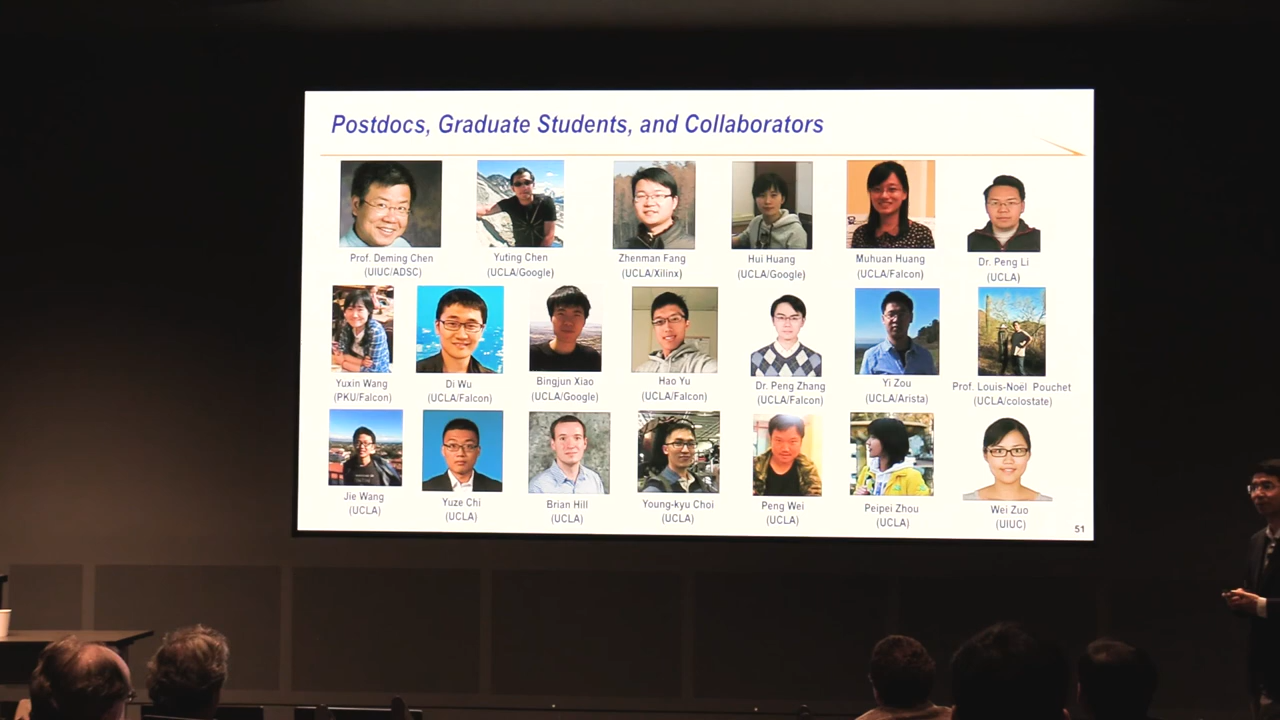 Postdocs, Graduate Students, and Collaborators
Prof. Deming Chen
(UIUC/ADSC)
Yuting Chen
(UCLA/Google)
Zhenman Fang
(UCLA/Xilinx)
Hui Huang
(UCLA/Google)
Muhuan Huang
(UCLA/Falcon)
Dr. Peng Li
(UCLA)
Yuxin Wang
(PKU/Falcon)
Di Wu
(UCLA/Falcon)
Bingjun Xiao
(UCLA/Google)
Hao Yu
(UCLA/Falcon)
Dr. Peng Zhang
(UCLA/Falcon)
Yi Zou
(UCLA/Arista)
Prof. Louis-Noël Pouchet
(UCLA/colostate)
Jie Wang
(UCLA)
Yuze Chi
(UCLA)
Brian Hill
(UCLA)
Young-kyu Choi
(UCLA)
Peng Wei
(UCLA)
Peipei Zhou
(UCLA)
Wei Zuo
(UIUC)
51